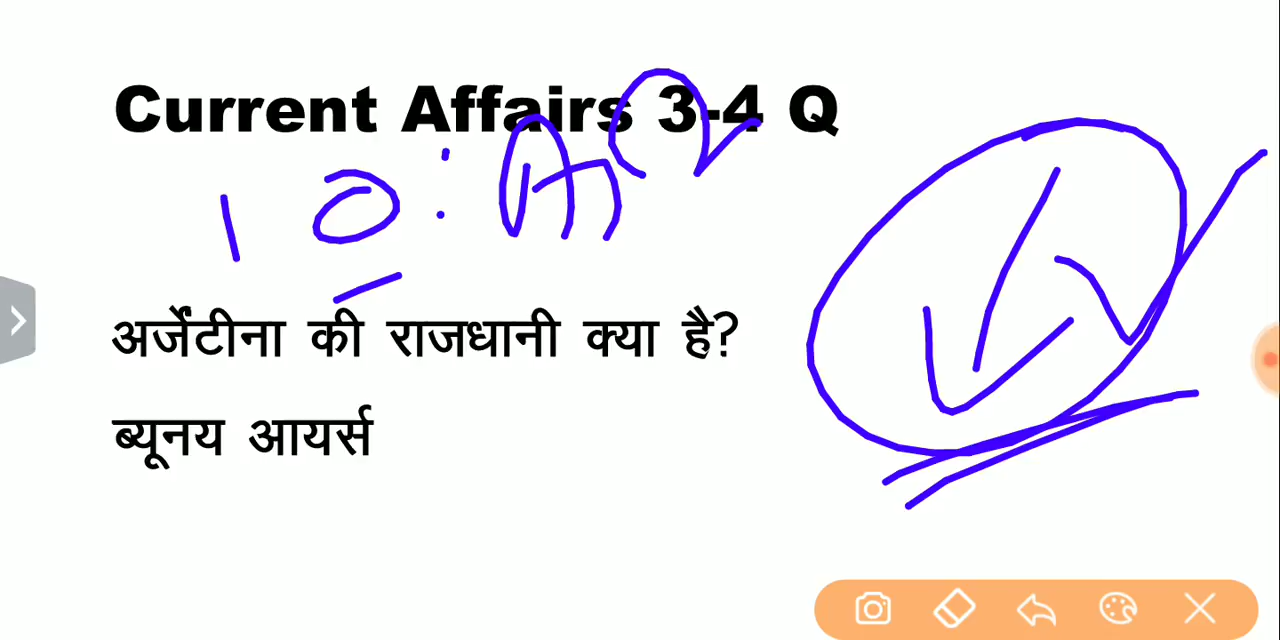 Current Affairs 3-4 Q
अर्जेंटीना की राजधानी क्या है?
ब्यूनय आयर्स